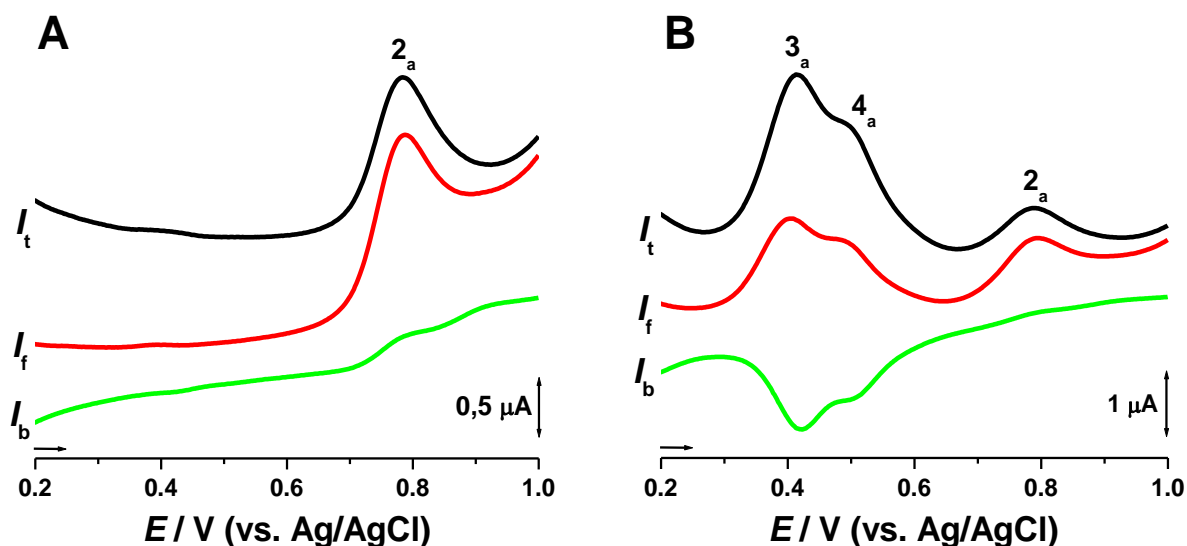 A
2a
It
If
Ib
0,5 μA
0.2 0.4 0.6 0.8 1.0
E / V (vs. Ag/AgCl)
B
3a
4a
2a
It
If
Ib
1 μA
0.2 0.4 0.6 0.8 1.0
E / V (vs. Ag/AgCl)